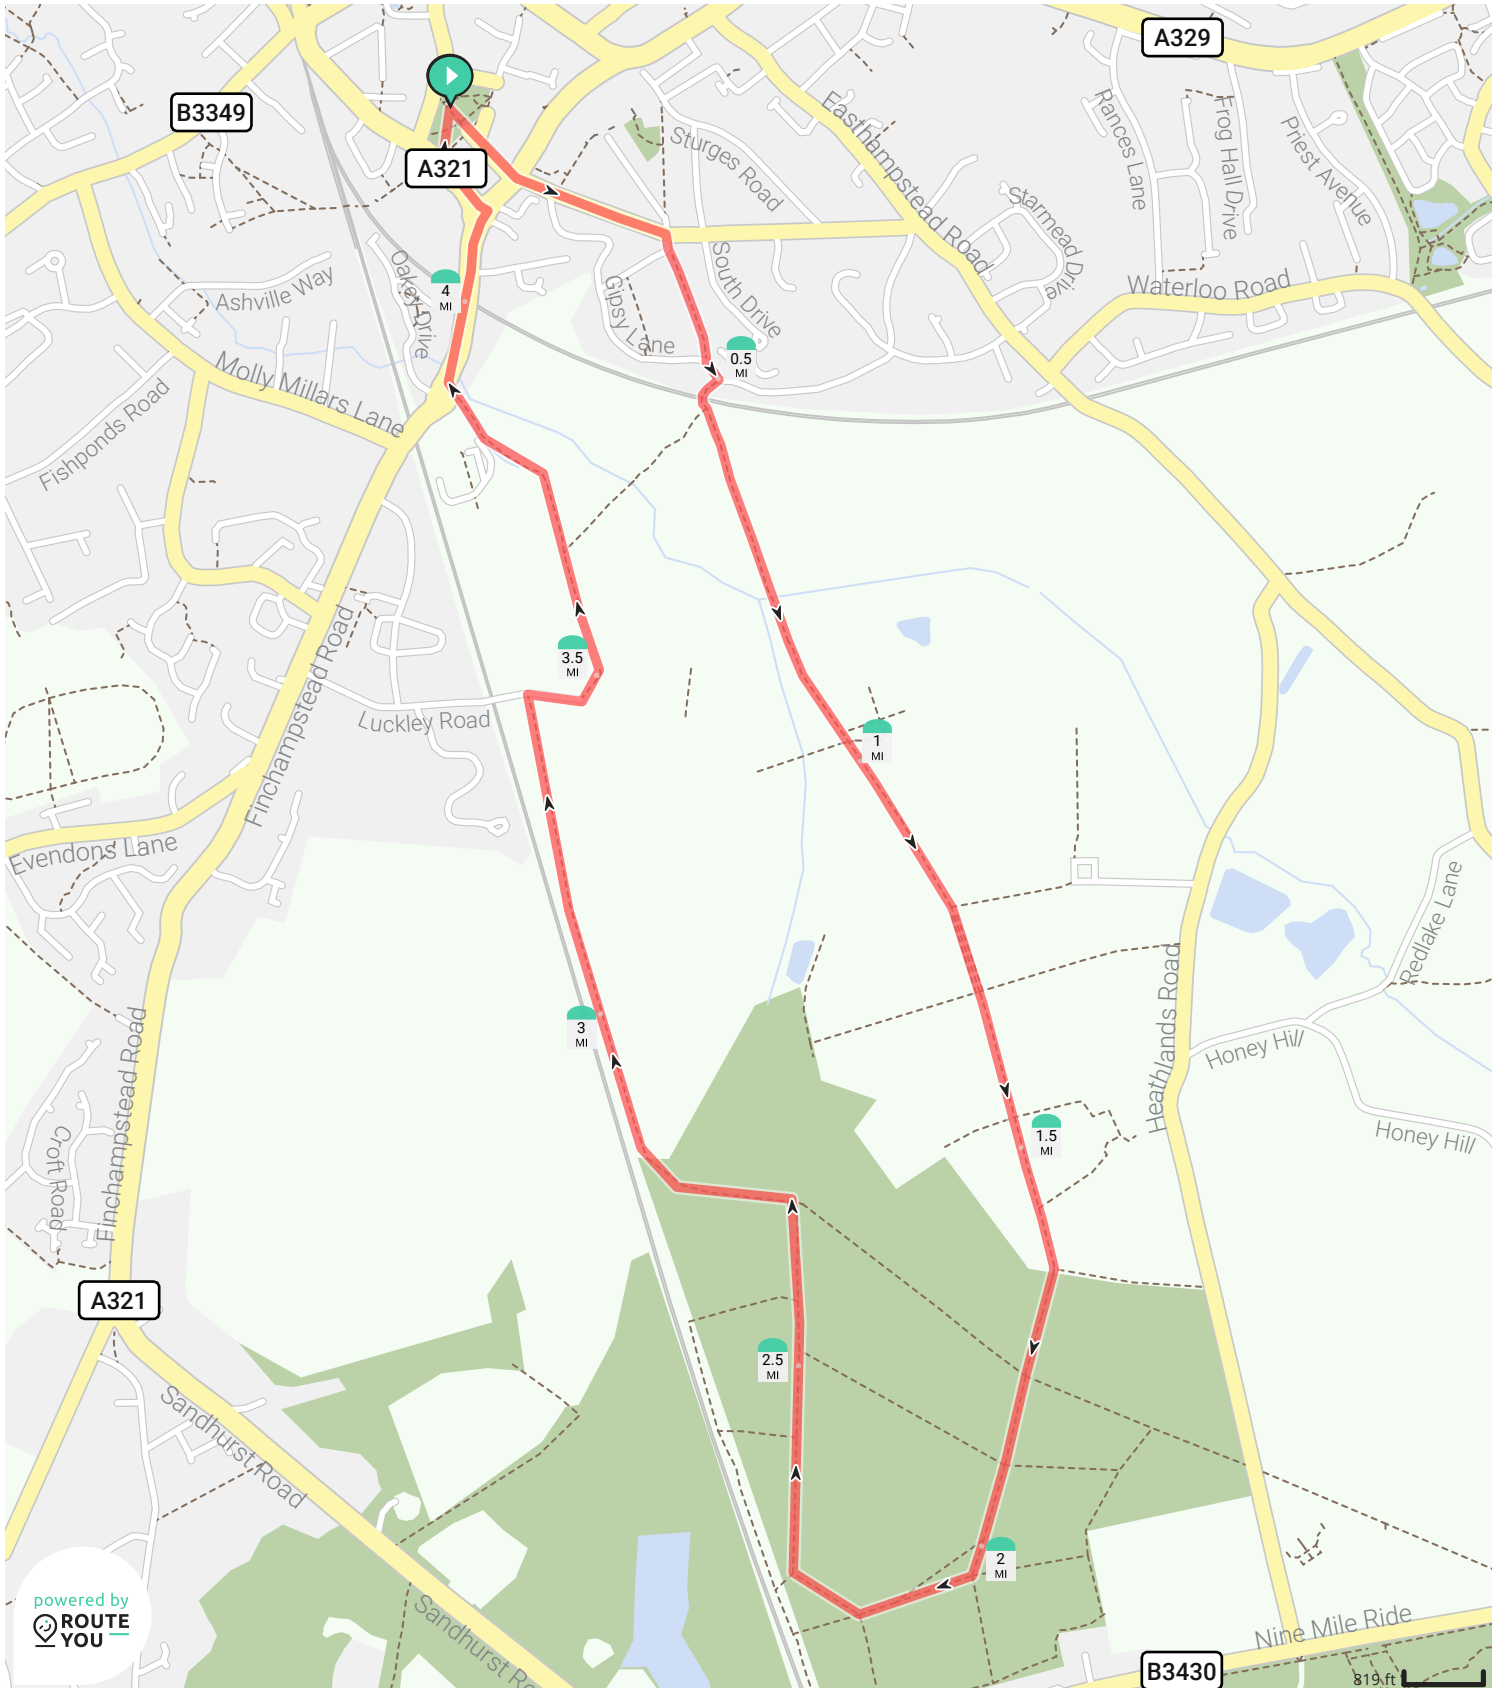 A329
B3349
A321
Easthampstead Road
Rances Lane
Frog Hall Drive
Priest Avenue
Sturges Road
Starmead Drive
South Drive
Gipsy Lane
Oakey Drive
Ashville Way
Waterloo Road
4
MI
0.5
MI
Molly Millars Lane
Fishponds Road
3.5
MI
Luckley Road
Finchampstead Road
1
MI
Evendons Lane
Redlake Lane
Heathlands Road
3
MI
Honey Hill
Finchampstead Road
Croft Road
1.5
MI
Honey Hill
A321
2.5
MI
Sandhurst Road
2
MI
powered by
ROUTE
YOU
Sandhurst Ro
Nine Mile Ride
B3430
819 ft